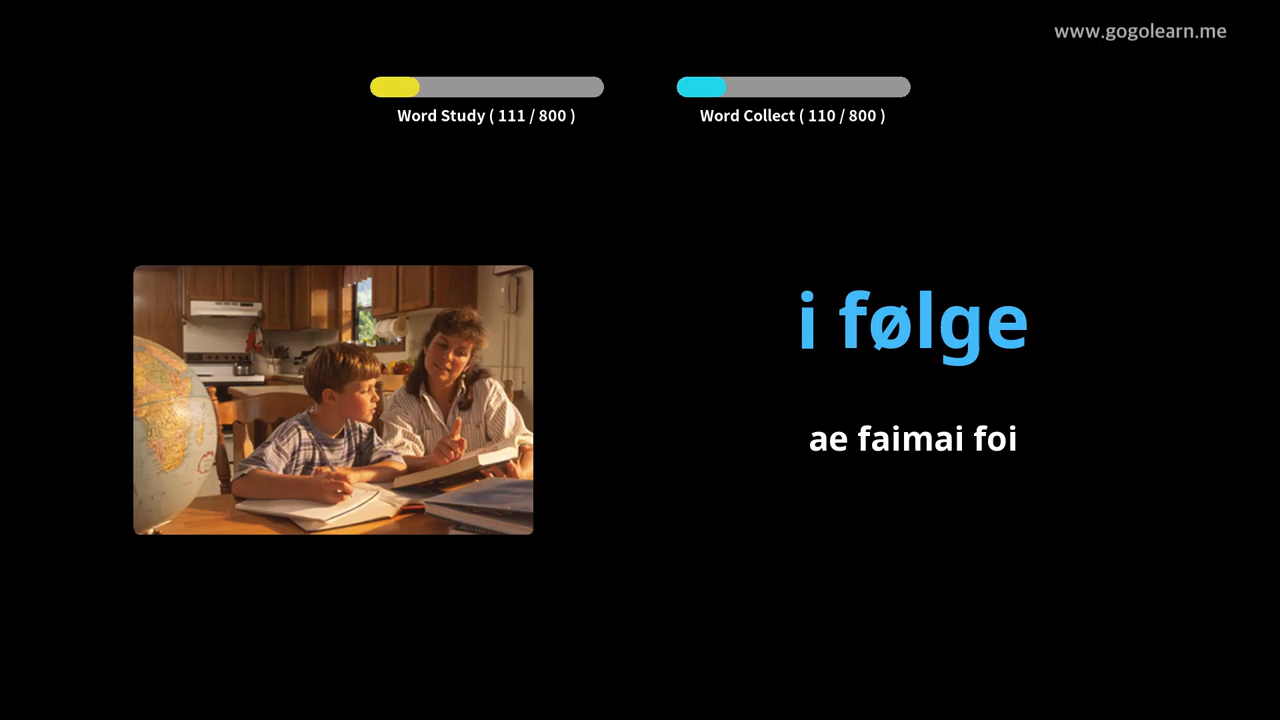 www.gogolearn.me
Word Study ( 111 / 800 )
Word Collect ( 110 / 800 )
i følge
ae faimai foi